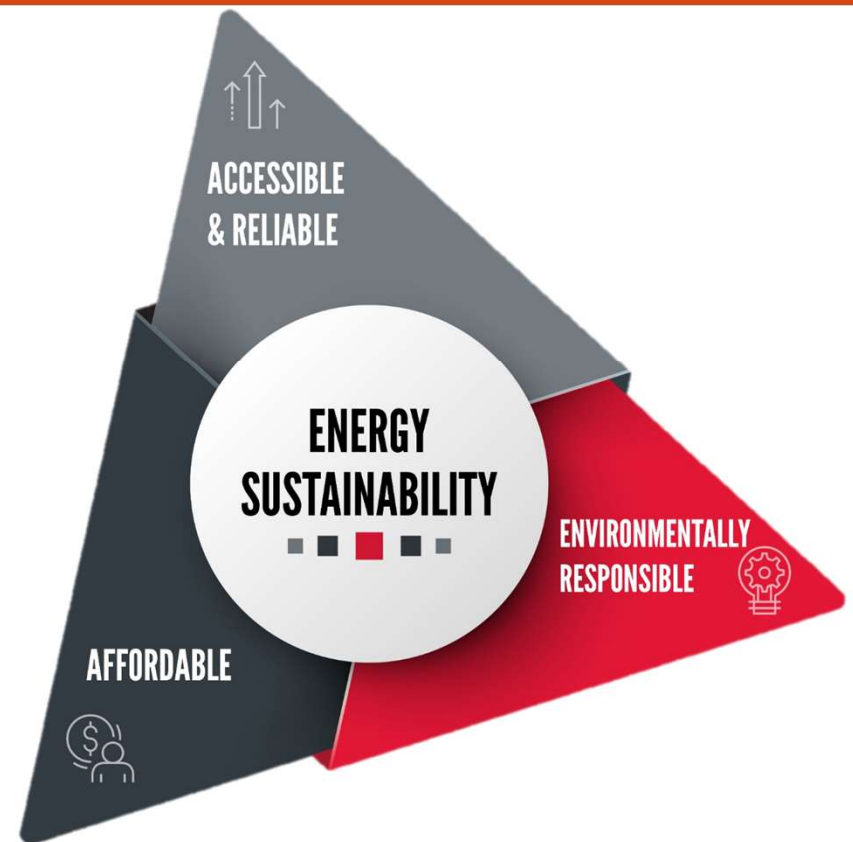 ACCESSIBLE
& RELIABLE
ENERGY
SUSTAINABILITY
ENVIRONMENTALLY
RESPONSIBLE
AFFORDABLE
$